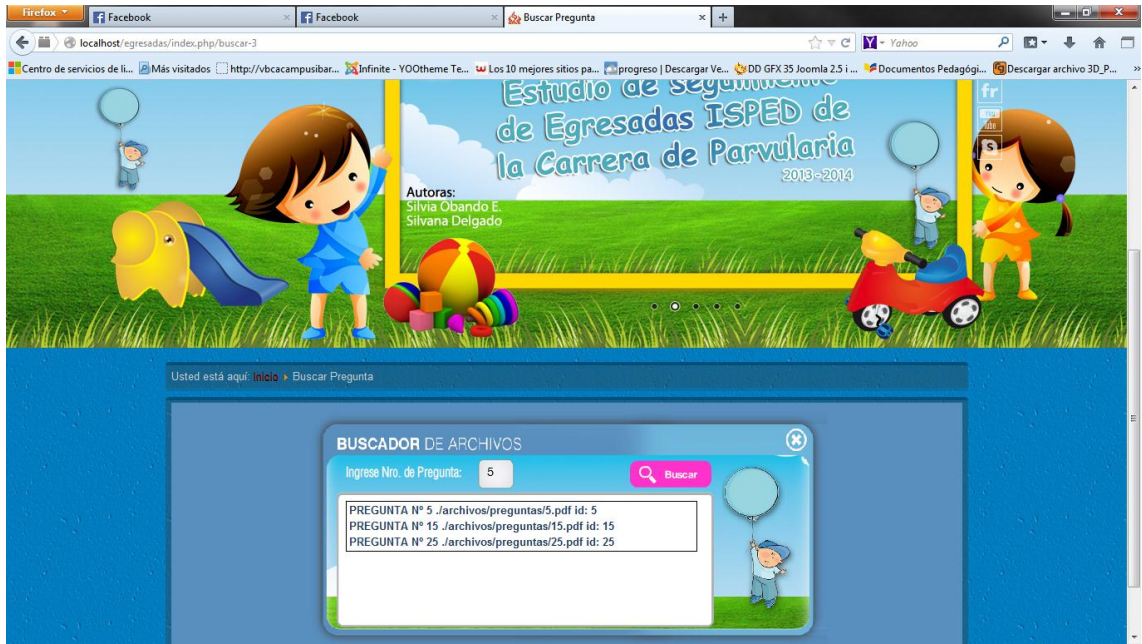 Firefox
Facebook
Facebook
Buscar Pregunta
localhost/egresadas/index.php/buscar-3
Yahoo
Centro de servicios de li...
Más visitados
http://vbcacampusibar...
Infinite - YOOtheme Te...
Los 10 mejores sitios pa...
progreso | Descargar Ve...
DD GFX 35 Joomla 2.5 i ...
Documentos Pedagógi...
Descargar archivo 3D_P...
Estudio de seguimiento
de Egresadas ISPED de
la Carrera de Parvularia
2013-2014
Autoras:
Silvia Obando E.
Silvana Delgado
fr
You
Tube
S
Usted está aquí: Inicio Buscar Pregunta
BUSCADOR DE ARCHIVOS
Ingrese Nro. de Pregunta: 5 Buscar
PREGUNTA Nº 5 ./archivos/preguntas/5.pdf id: 5
PREGUNTA Nº 15 ./archivos/preguntas/15.pdf id: 15
PREGUNTA Nº 25 ./archivos/preguntas/25.pdf id: 25